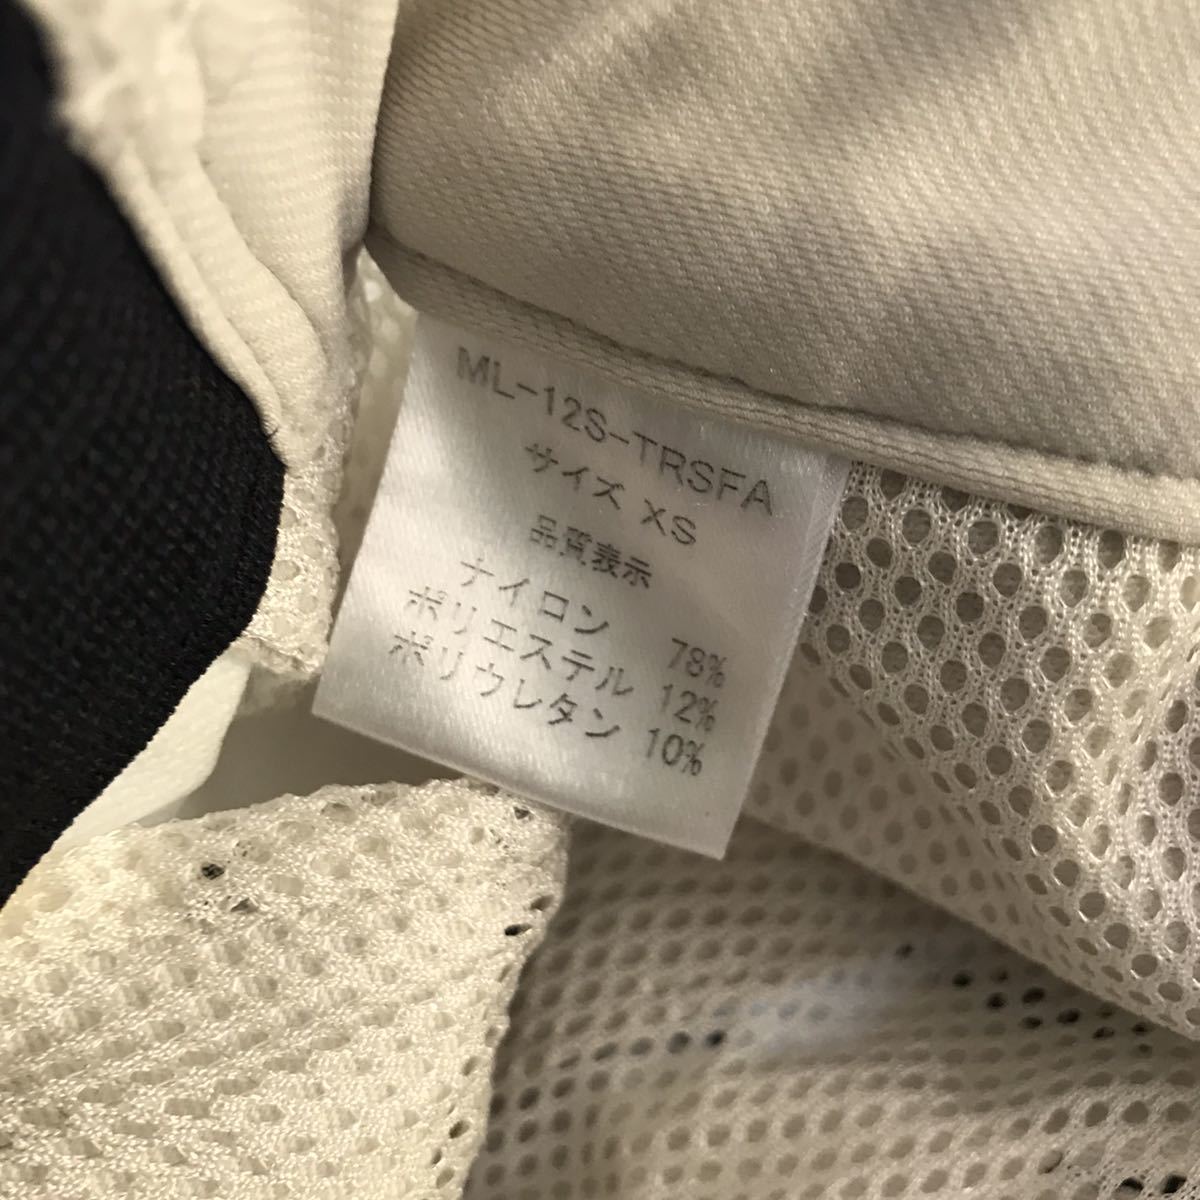 ML-12S-TRSFA
サイズ XS
品質表示
ナイロン 78%
ポリエステル 12%
ポリウレタン 10%